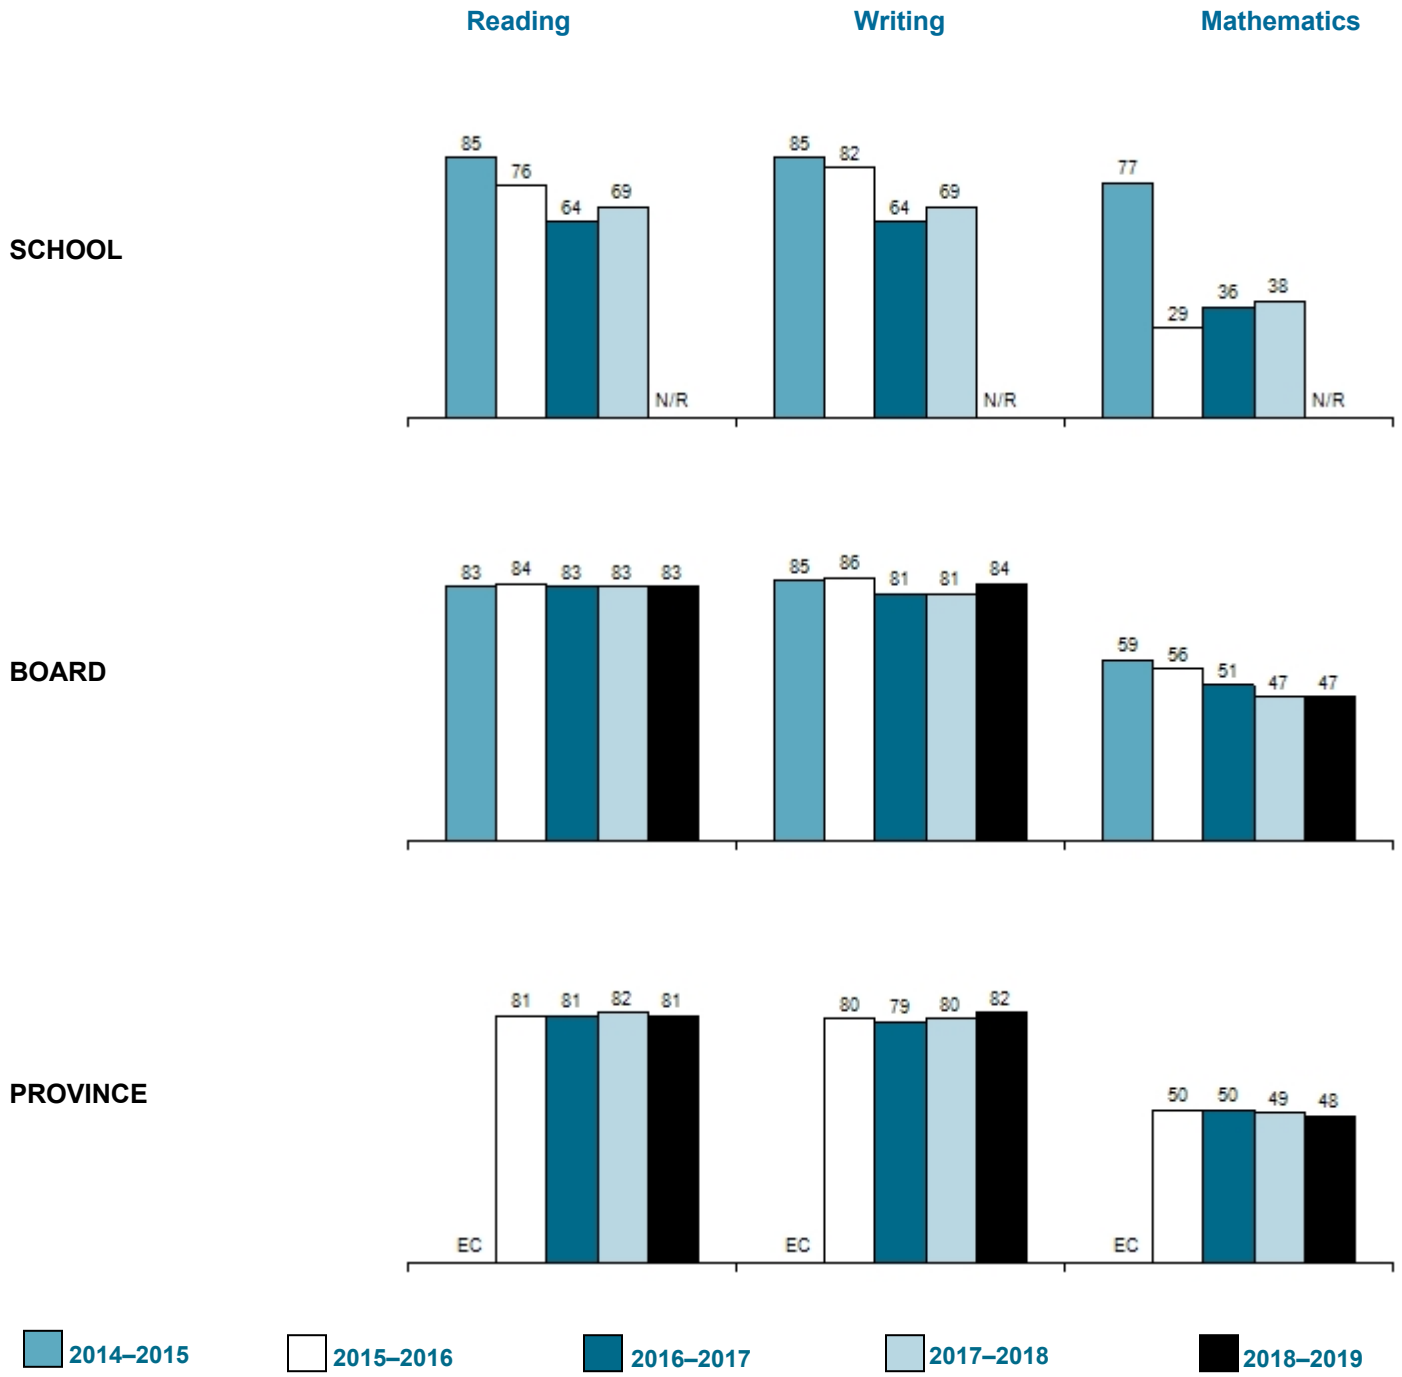 Reading Writing Mathematics
SCHOOL
85 76 64 69 N/R
85 82 64 69 N/R
77 29 36 38 N/R
BOARD
83 84 83 83 83
85 86 81 81 84
59 56 51 47 47
PROVINCE
EC 81 81 82 81
EC 80 79 80 82
EC 50 50 49 48
2014–2015 2015–2016 2016–2017 2017–2018 2018–2019